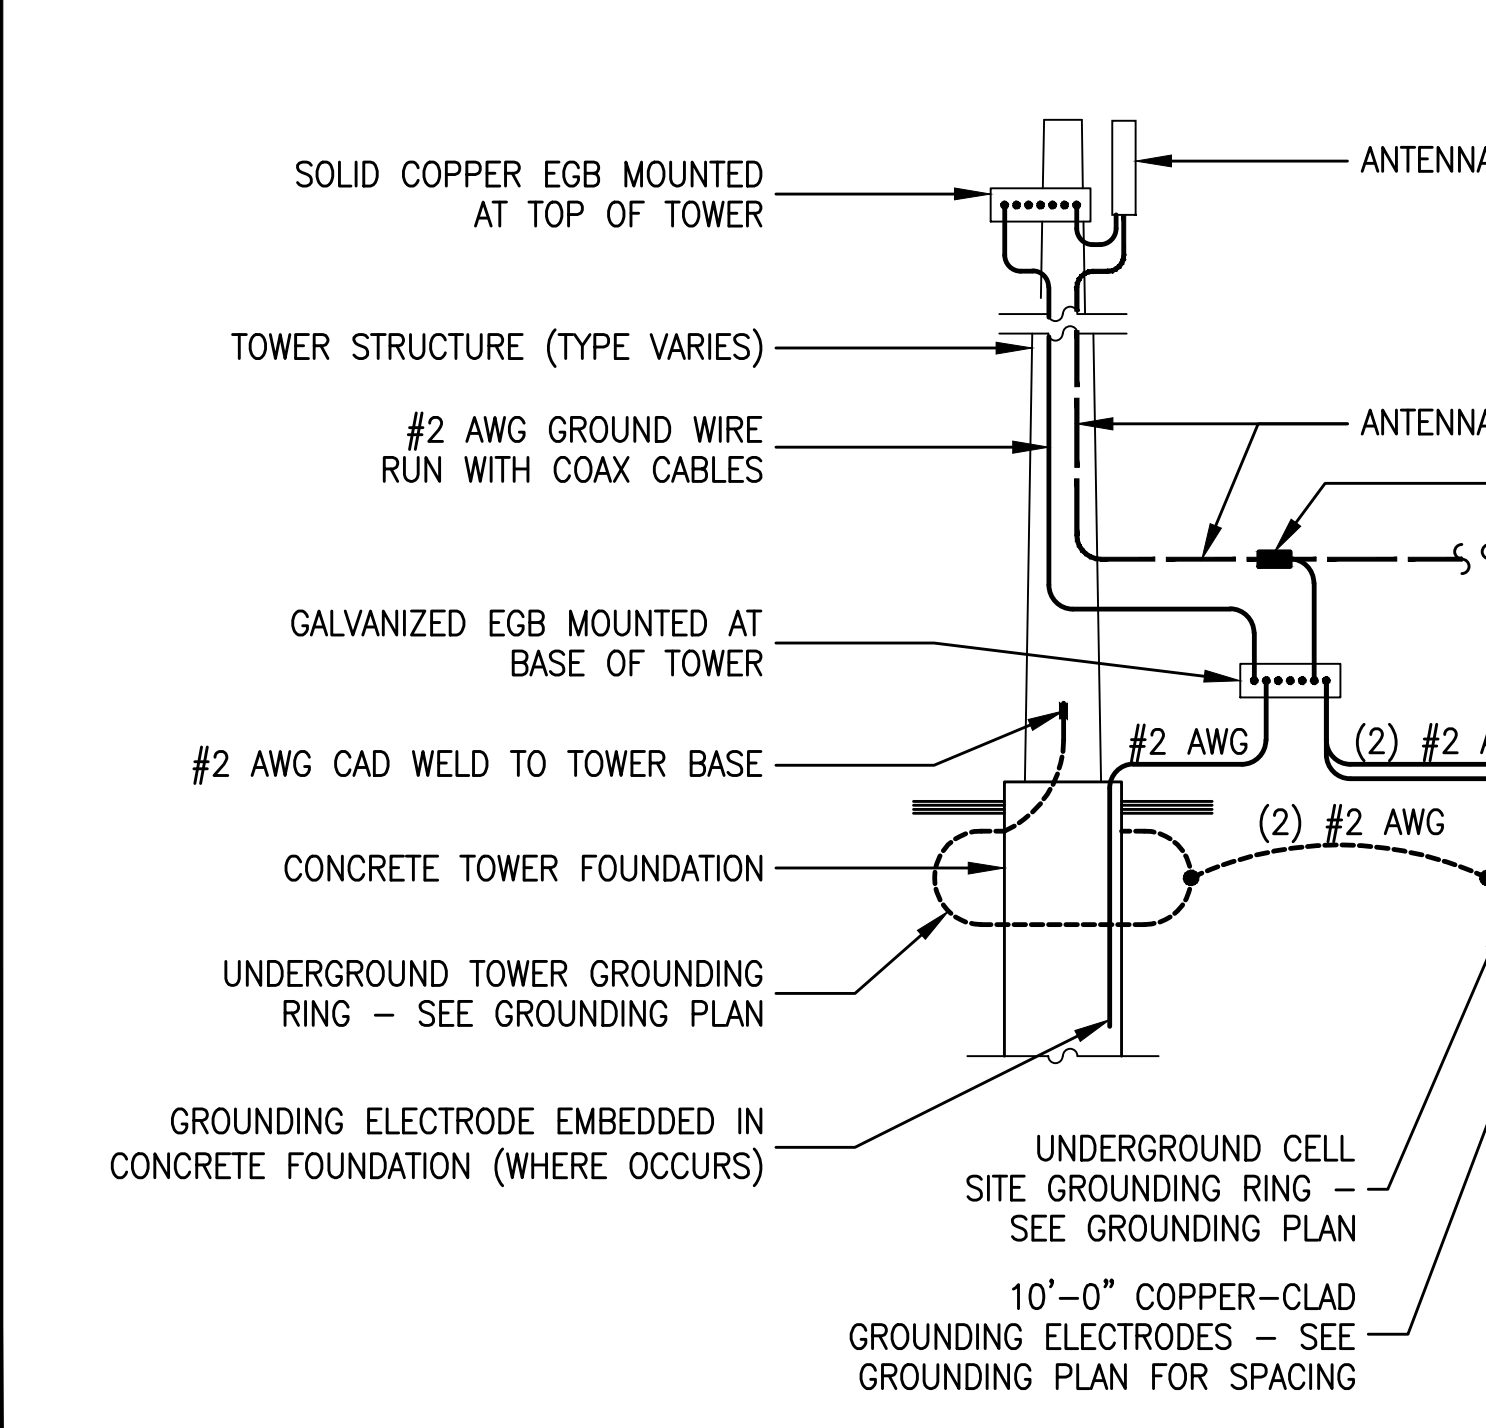 SOLID COPPER EGB MOUNTED
AT TOP OF TOWER
ANTENNA
TOWER STRUCTURE (TYPE VARIES)
#2 AWG GROUND WIRE
RUN WITH COAX CABLES
ANTENNA
GALVANIZED EGB MOUNTED AT
BASE OF TOWER
#2 AWG CAD WELD TO TOWER BASE
#2 AWG
(2) #2
(2) #2 AWG
CONCRETE TOWER FOUNDATION
UNDERGROUND TOWER GROUNDING
RING – SEE GROUNDING PLAN
GROUNDING ELECTRODE EMBEDDED IN
CONCRETE FOUNDATION (WHERE OCCURS)
UNDERGROUND CELL
SITE GROUNDING RING –
SEE GROUNDING PLAN
10'–0" COPPER–CLAD
GROUNDING ELECTRODES – SEE
GROUNDING PLAN FOR SPACING